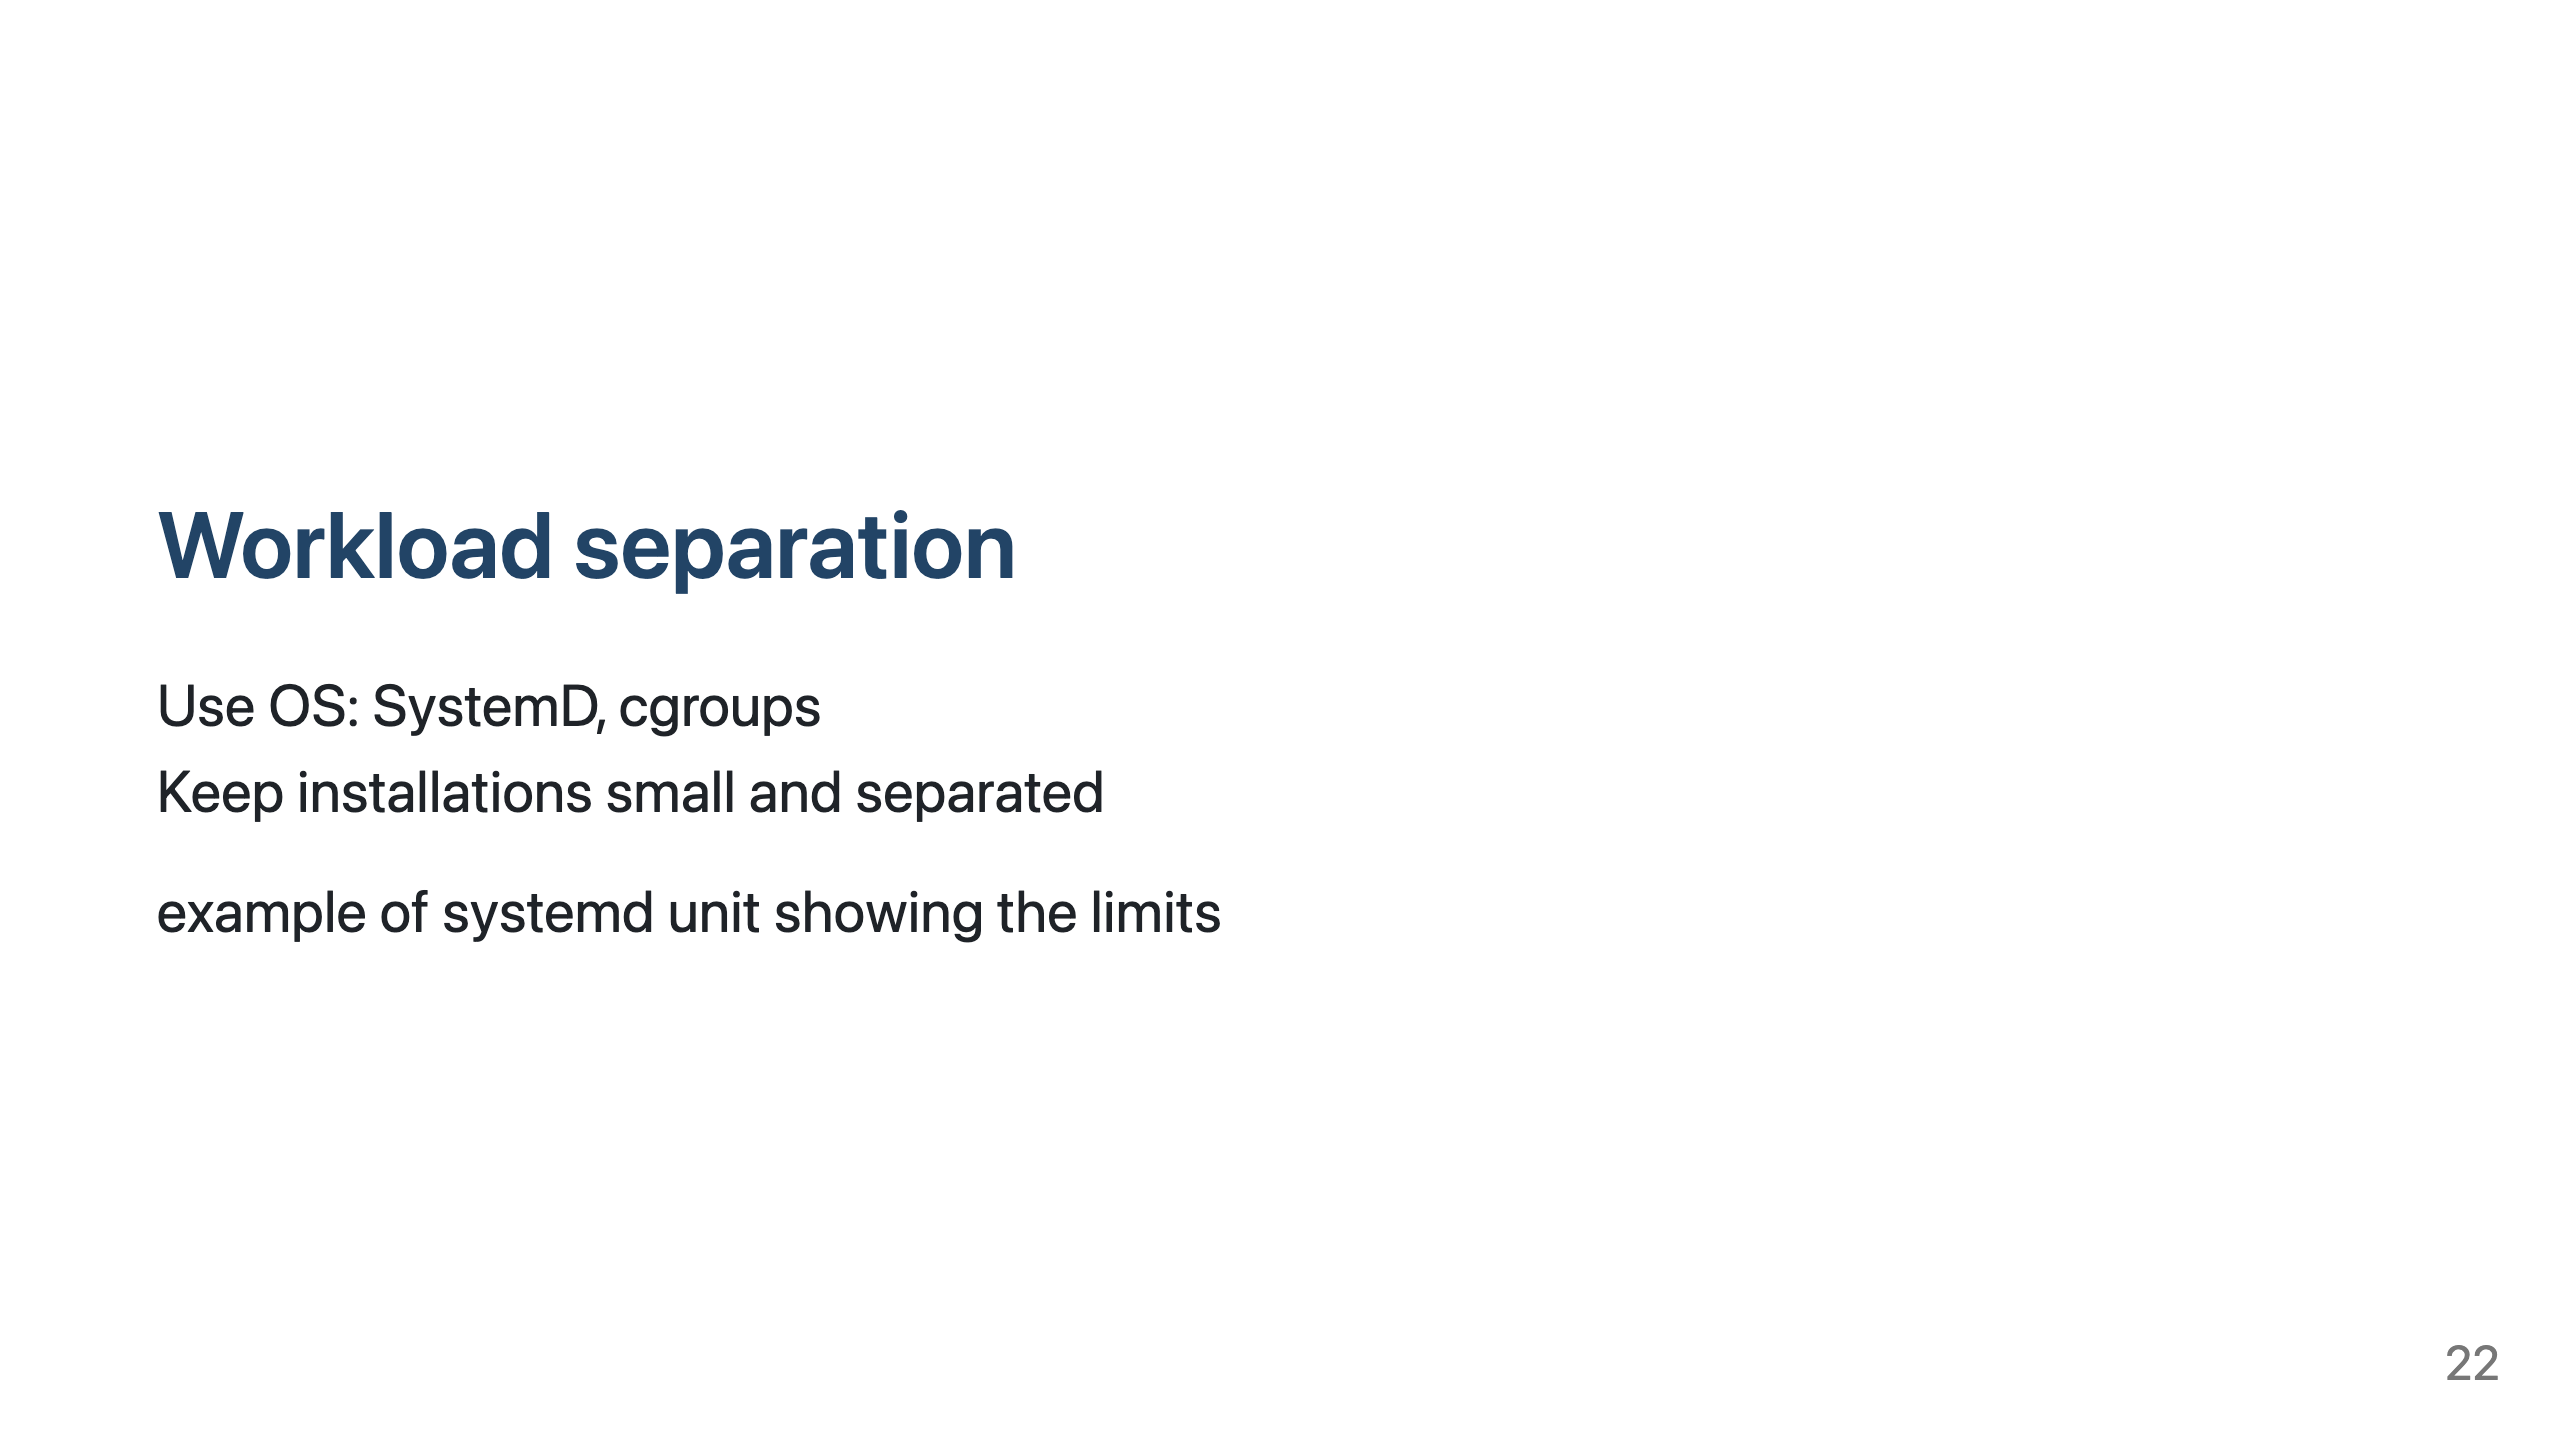 Workload separation
Use OS: SystemD, cgroups
Keep installations small and separated
example of systemd unit showing the limits
22